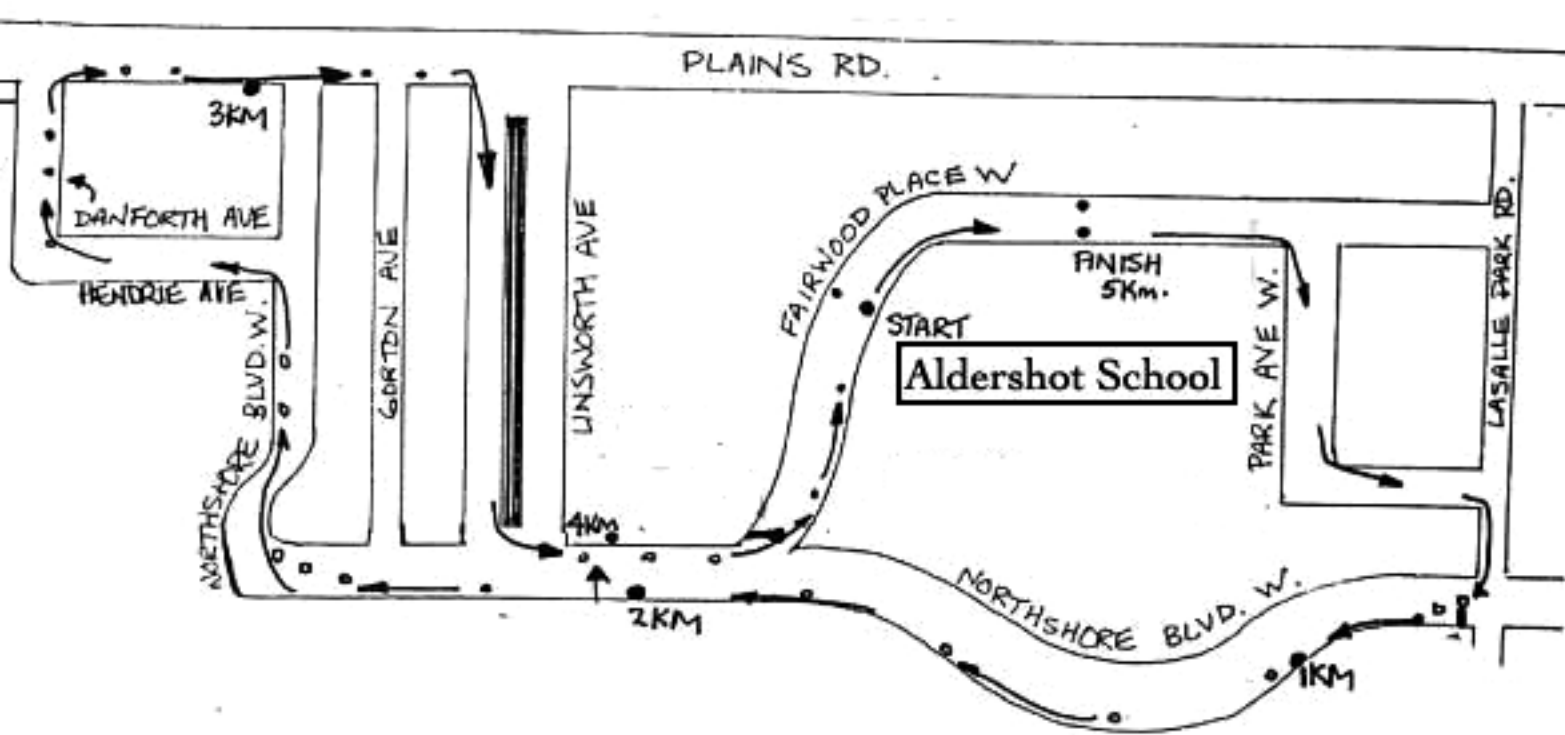 PLAINS RD.
3KM
DANFORTH AVE
HENDRIE AVE
NORTHSHORE BLVD. W.
GORTON AVE
UNSWORTH AVE
FAIRWOOD PLACE W
FINISH
5Km.
START
Aldershot School
PARK AVE W.
LASALLE PARK RD.
4KM
2KM
NORTHSHORE BLVD. W.
1KM